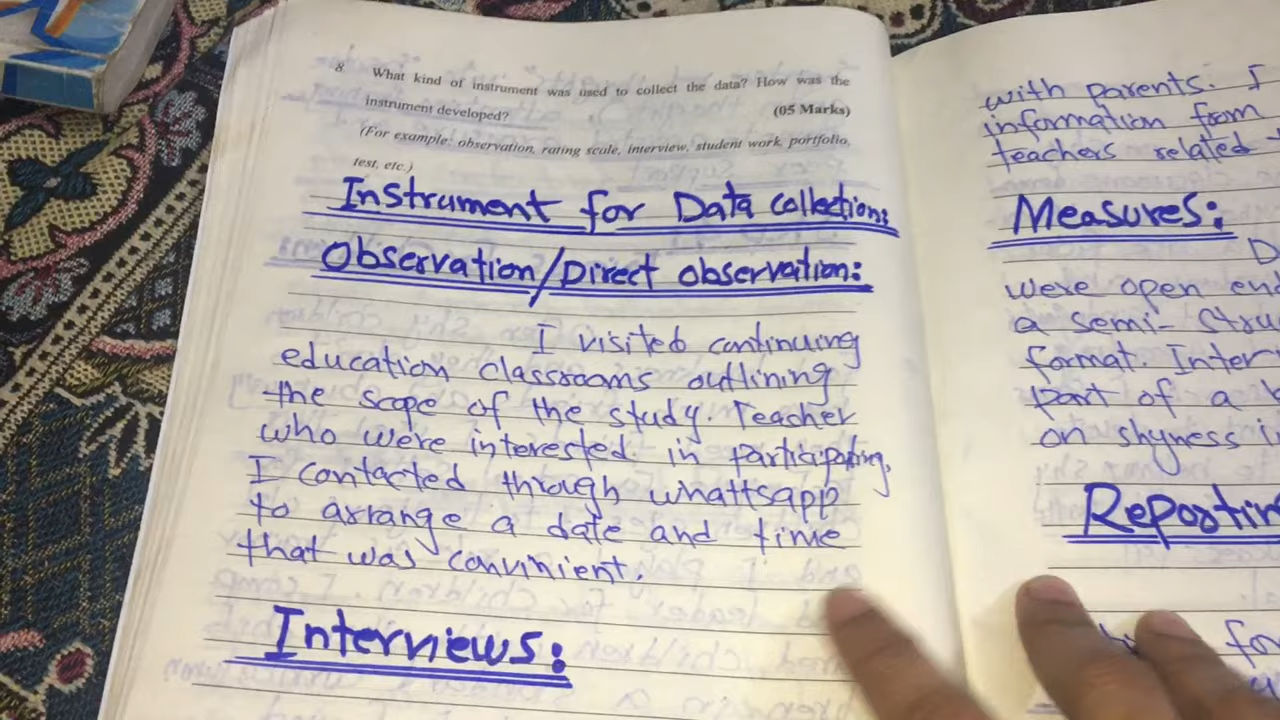 8 What kind of instrument was used to collect the data? How was the
instrument developed? (05 Marks)
(For example: observation, rating scale, interview, student work, portfolio,
test, etc.)
Instrument for Data collections
Observation/Direct observation:
I visited continuing
education classrooms outlining
the scope of the study. Teacher
who were interested in participating,
I contacted through whattsapp
to arrange a date and time
that was convinient.
Interviews:
with parents. I
information from
teachers related
Measures:
were open end
a semi-stru
format. Inter
part of a
on shyness i
Reportin